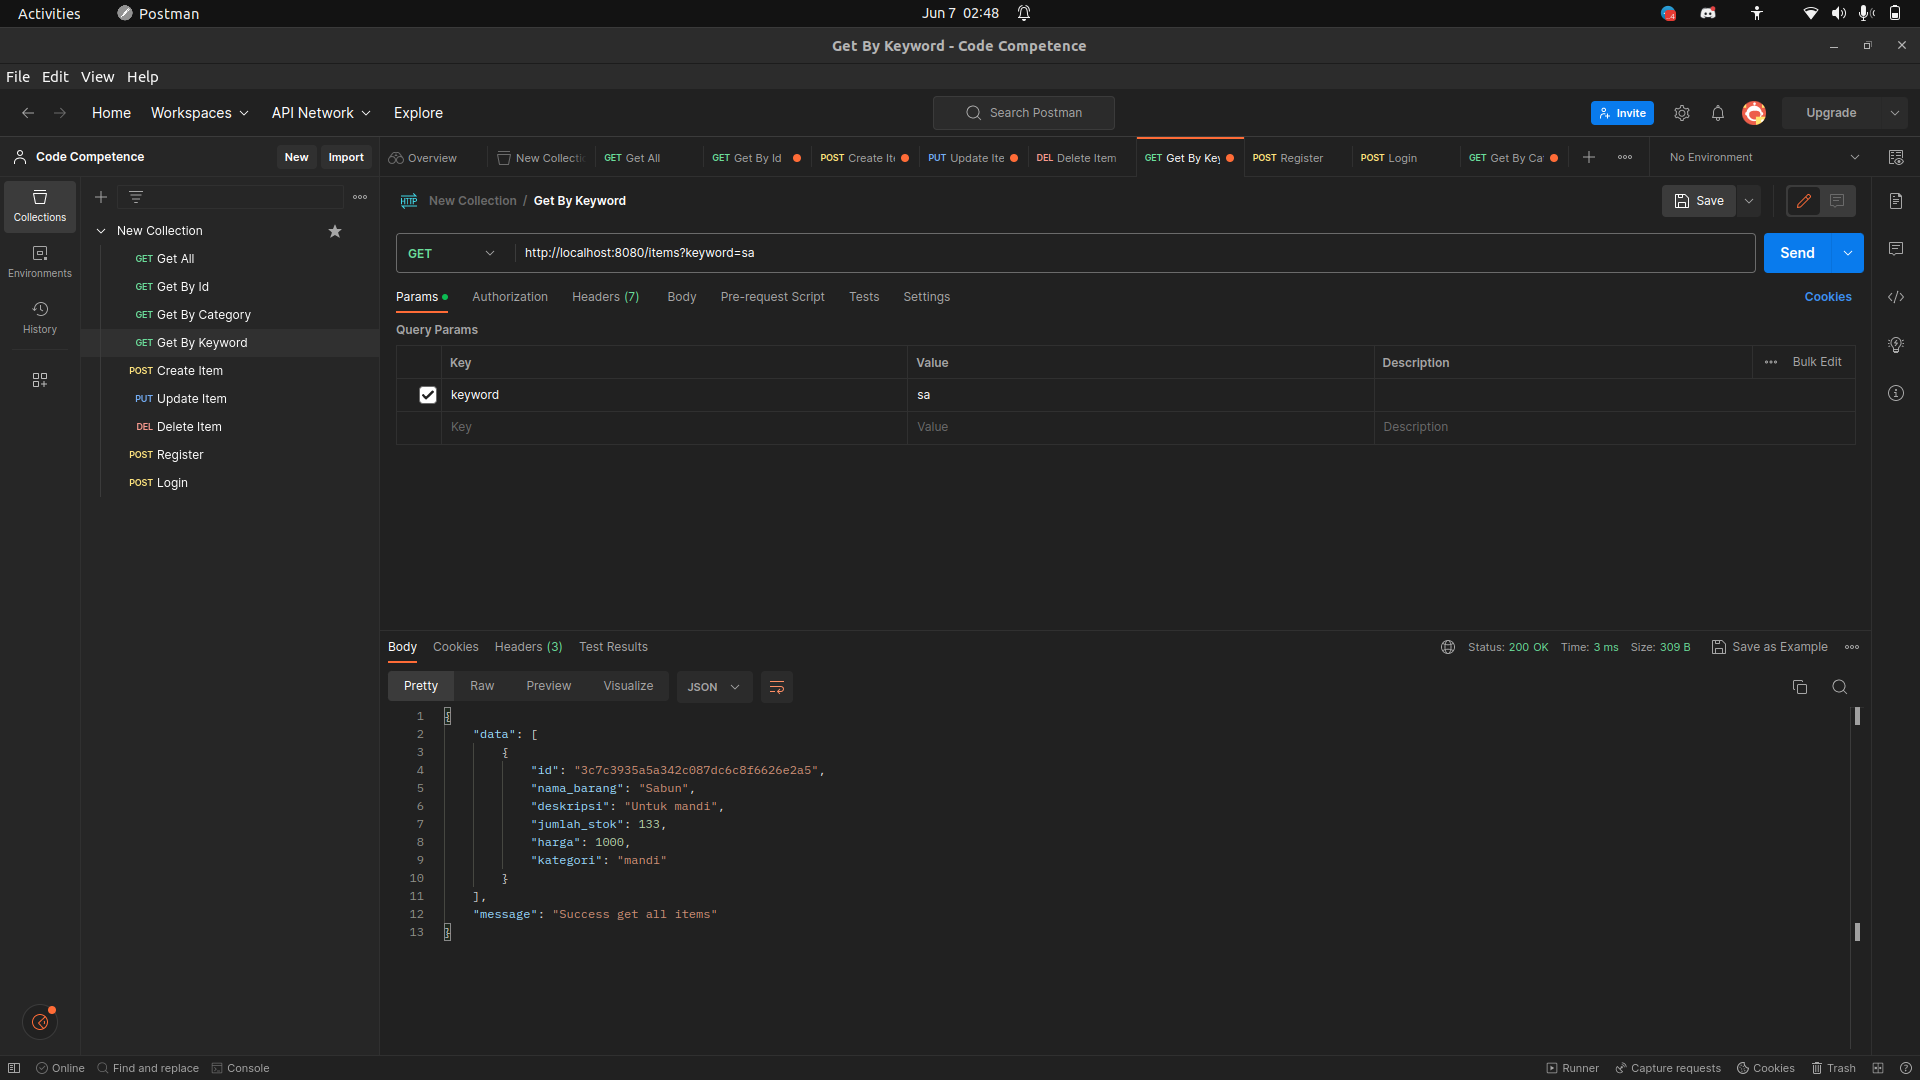 Activities Postman Jun 7 02:48
Get By Keyword - Code Competence
File Edit View Help
Home Workspaces API Network Explore Search Postman Invite Upgrade
Code Competence New Import Overview New Collecti GET Get All GET Get By Id POST Create It PUT Update Ite DEL Delete Item GET Get By Key POST Register POST Login GET Get By Ca No Environment
Collections
Environments
History
New Collection
GET Get All
GET Get By Id
GET Get By Category
GET Get By Keyword
POST Create Item
PUT Update Item
DEL Delete Item
POST Register
POST Login
HTTP New Collection / Get By Keyword Save
GET http://localhost:8080/items?keyword=sa Send
Params Authorization Headers (7) Body Pre-request Script Tests Settings Cookies
Query Params
Key Value Description Bulk Edit
keyword sa
Key Value Description
Body Cookies Headers (3) Test Results Status: 200 OK Time: 3 ms Size: 309 B Save as Example
Pretty Raw Preview Visualize JSON
1 {
2 "data": [
3 {
4 "id": "3c7c3935a5a342c087dc6c8f6626e2a5",
5 "nama_barang": "Sabun",
6 "deskripsi": "Untuk mandi",
7 "jumlah_stok": 133,
8 "harga": 1000,
9 "kategori": "mandi"
10 }
11 ],
12 "message": "Success get all items"
13 }
Online Find and replace Console Runner Capture requests Cookies Trash